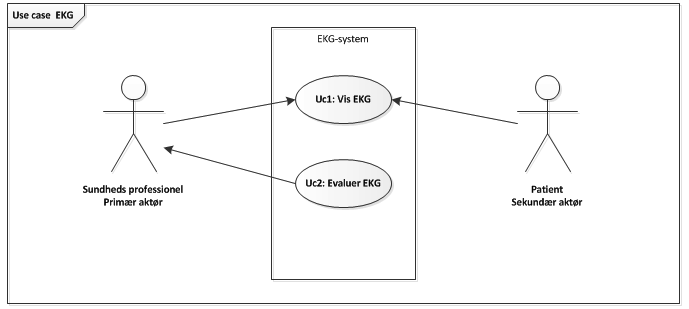 Use case EKG
EKG-system
Uc1: Vis EKG
Uc2: Evaluer EKG
Sundheds professionel
Primær aktør
Patient
Sekundær aktør